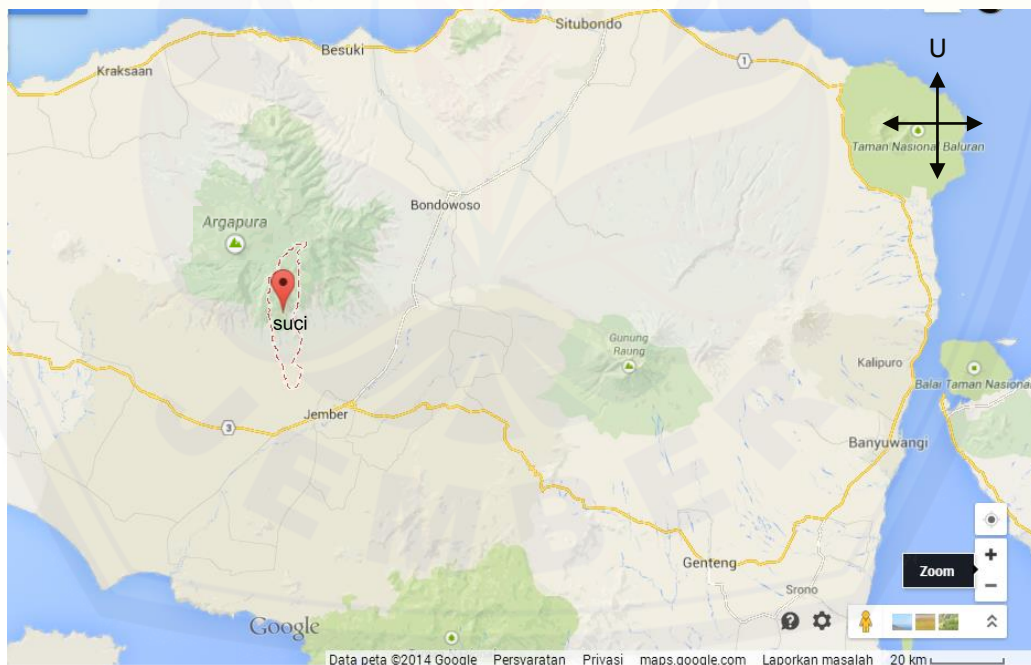 Situbondo
U
Besuki
1
Kraksaan
Taman Nasional Baluran
Bondowoso
Argapura
suci
Gunung
Raung
Kalipuro
Balai Taman Nasional
Jember
3
Banyuwangi
JEMBER
Genteng
Zoom
+
−
Srono
Google
Data peta ©2014 Google Persyaratan Privasi maps.google.com Laporkan masalah 20 km